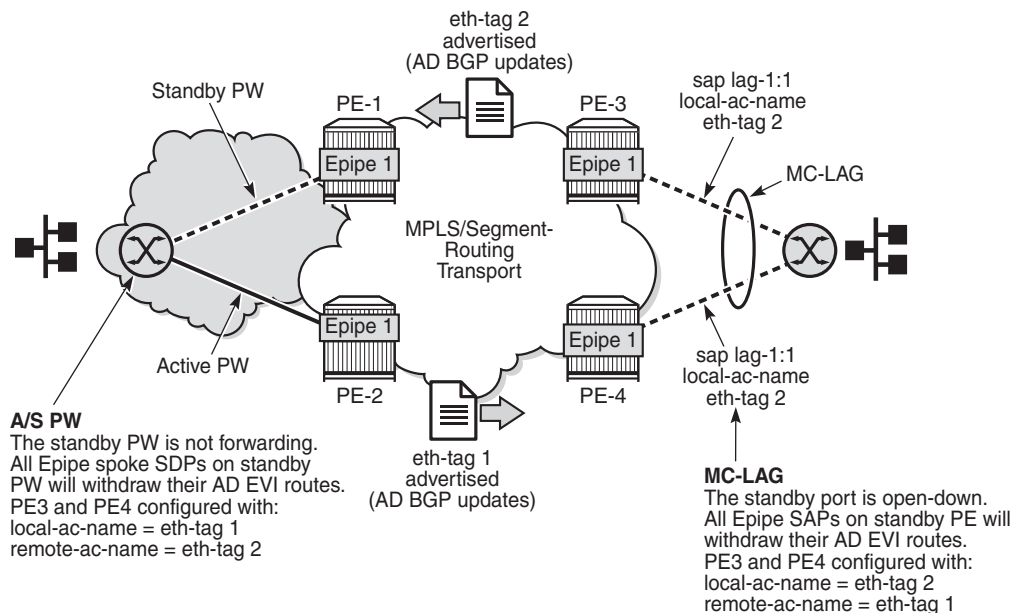 eth-tag 2
advertised
(AD BGP updates)
Standby PW
PE-1
PE-3
sap lag-1:1
local-ac-name
eth-tag 2
Epipe 1
Epipe 1
MC-LAG
MPLS/Segment-
Routing
Transport
Epipe 1
Epipe 1
Active PW
PE-2
PE-4
sap lag-1:1
local-ac-name
eth-tag 2
A/S PW
The standby PW is not forwarding.
All Epipe spoke SDPs on standby
PW will withdraw their AD EVI routes.
PE3 and PE4 configured with:
local-ac-name = eth-tag 1
remote-ac-name = eth-tag 2
eth-tag 1
advertised
(AD BGP updates)
MC-LAG
The standby port is open-down.
All Epipe SAPs on standby PE will
withdraw their AD EVI routes.
PE3 and PE4 configured with:
local-ac-name = eth-tag 2
remote-ac-name = eth-tag 1